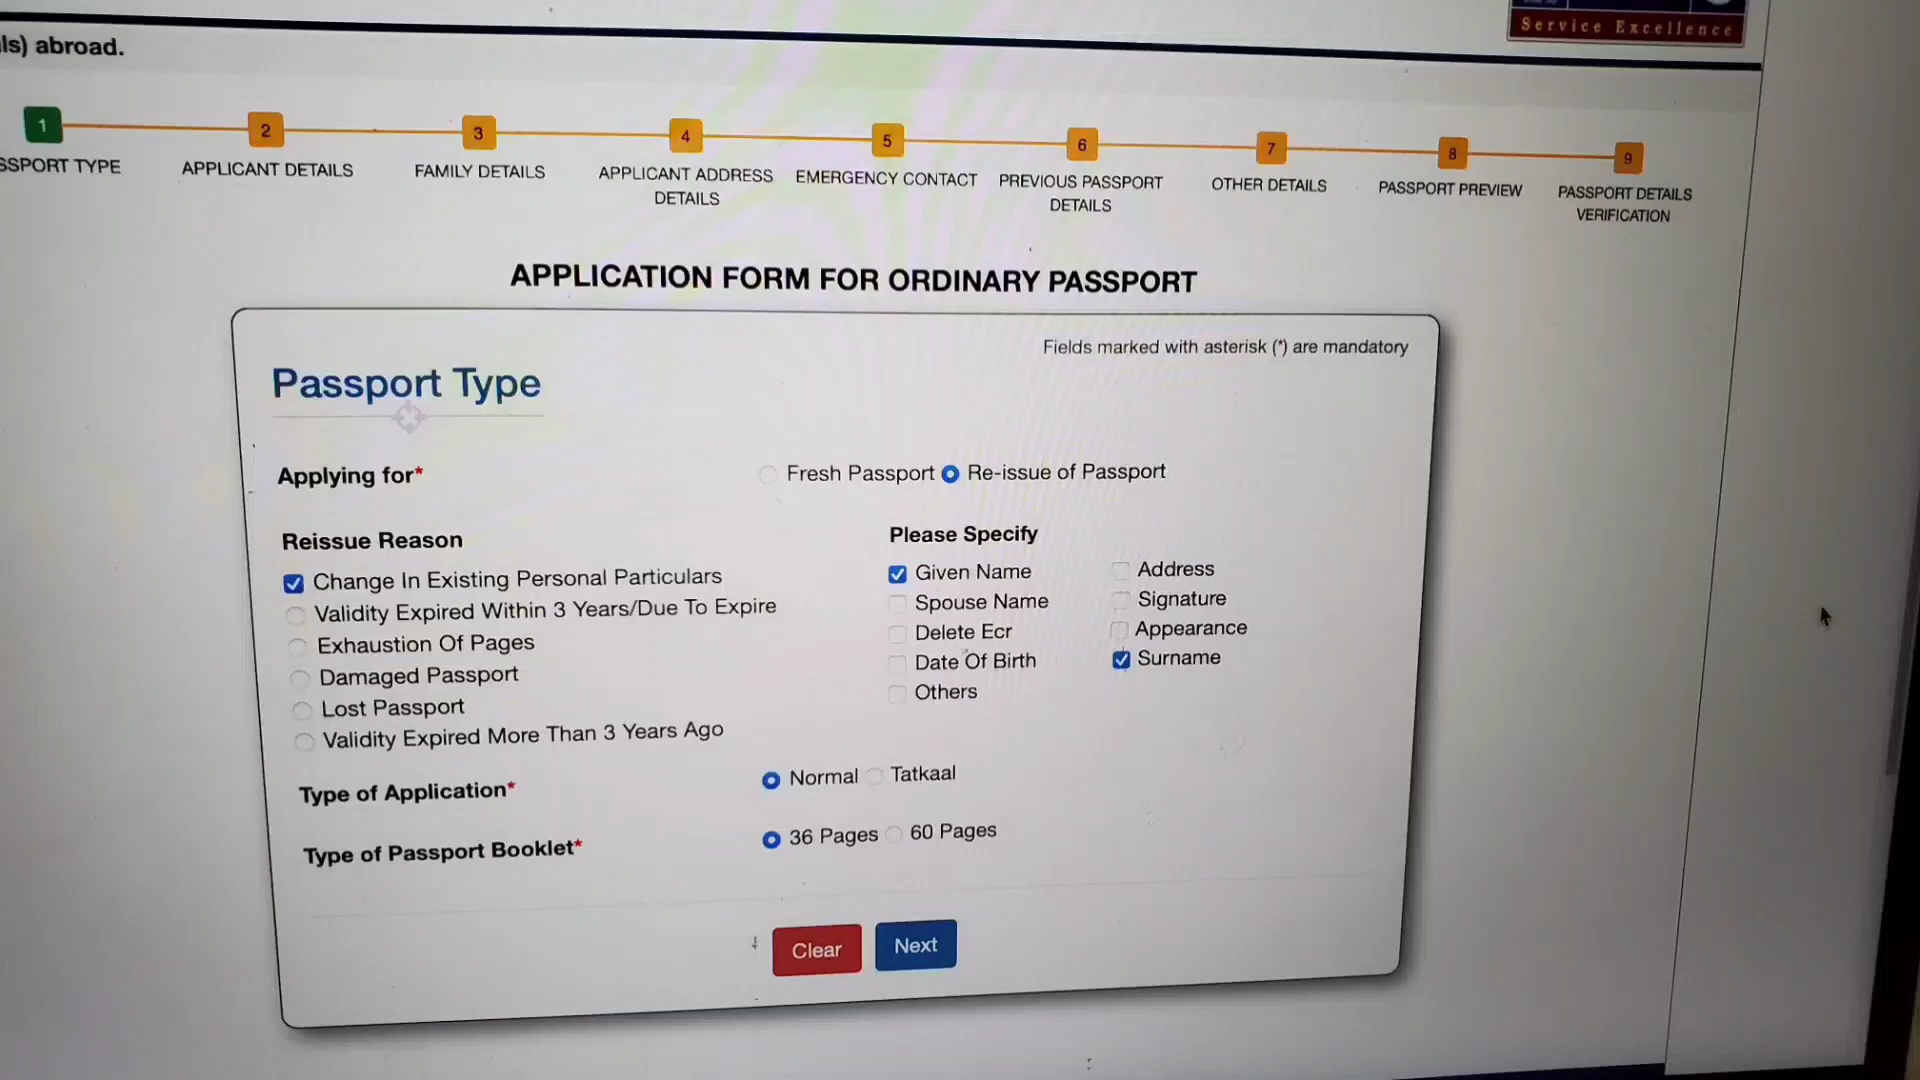 Service Excellence
ls) abroad.
1 2 3 4 5 6 7 8 9
SSPORT TYPE
APPLICANT DETAILS
FAMILY DETAILS
APPLICANT ADDRESS
DETAILS
EMERGENCY CONTACT
PREVIOUS PASSPORT
DETAILS
OTHER DETAILS
PASSPORT PREVIEW
PASSPORT DETAILS
VERIFICATION
APPLICATION FORM FOR ORDINARY PASSPORT
Fields marked with asterisk (*) are mandatory
Passport Type
Applying for*
Fresh Passport Re-issue of Passport
Reissue Reason
Change In Existing Personal Particulars
Validity Expired Within 3 Years/Due To Expire
Exhaustion Of Pages
Damaged Passport
Lost Passport
Validity Expired More Than 3 Years Ago
Please Specify
Given Name
Spouse Name
Delete Ecr
Date Of Birth
Others
Address
Signature
Appearance
Surname
Type of Application*
Normal Tatkaal
Type of Passport Booklet*
36 Pages 60 Pages
Clear Next